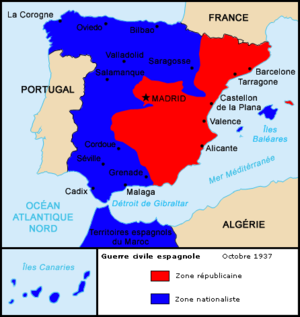 La Corogne
FRANCE
Oviedo
Bilbao
Valladolid
Saragosse
Salamanque
Barcelone
Tarragone
PORTUGAL
MADRID
Castellon
de la Plana
Îles
Baléares
Valence
Cordoue
Alicante
Séville
Grenade
Mer Méditerranée
Cadix
Malaga
Détroit de Gibraltar
OCÉAN
ATLANTIQUE
NORD
ALGÉRIE
Territoires espagnols
du Maroc
Guerre civile espagnole
Octobre 1937
Îles Canaries
Zone républicaine
Zone nationaliste